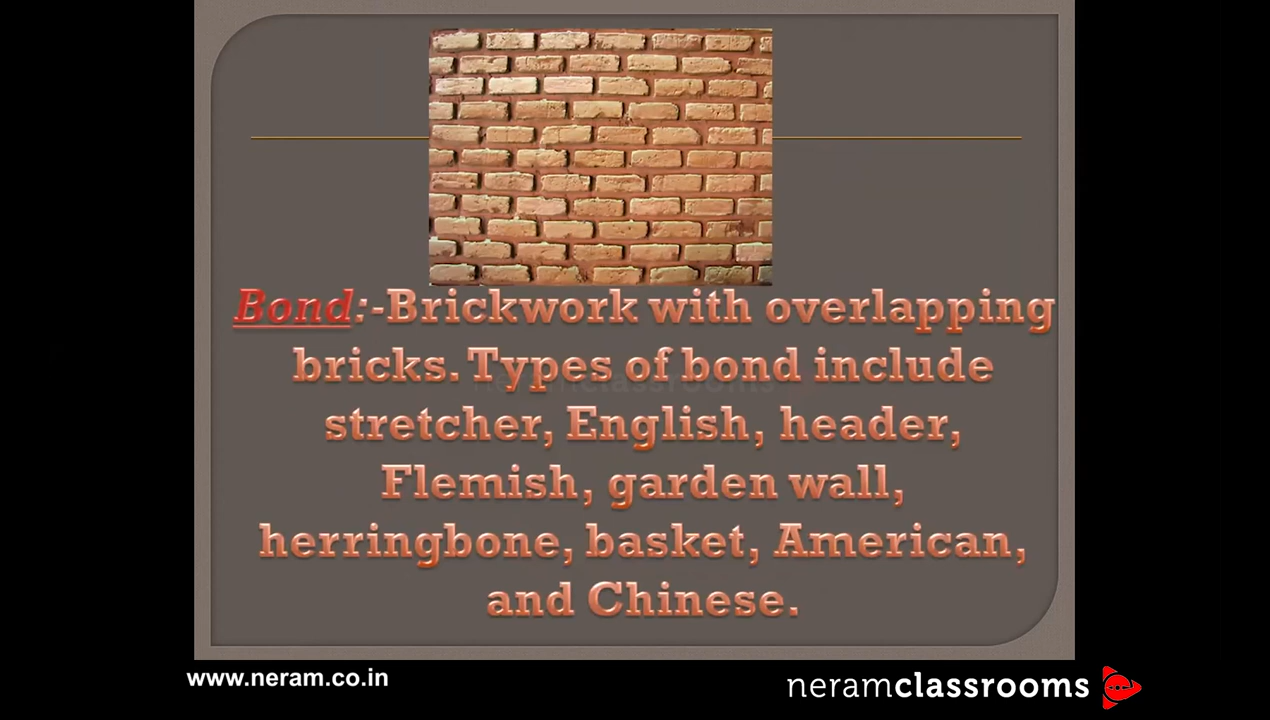 Bond:-Brickwork with overlapping
bricks. Types of bond include
stretcher, English, header,
Flemish, garden wall,
herringbone, basket, American,
and Chinese.
neramclassrooms
www.neram.co.in
neramclassrooms